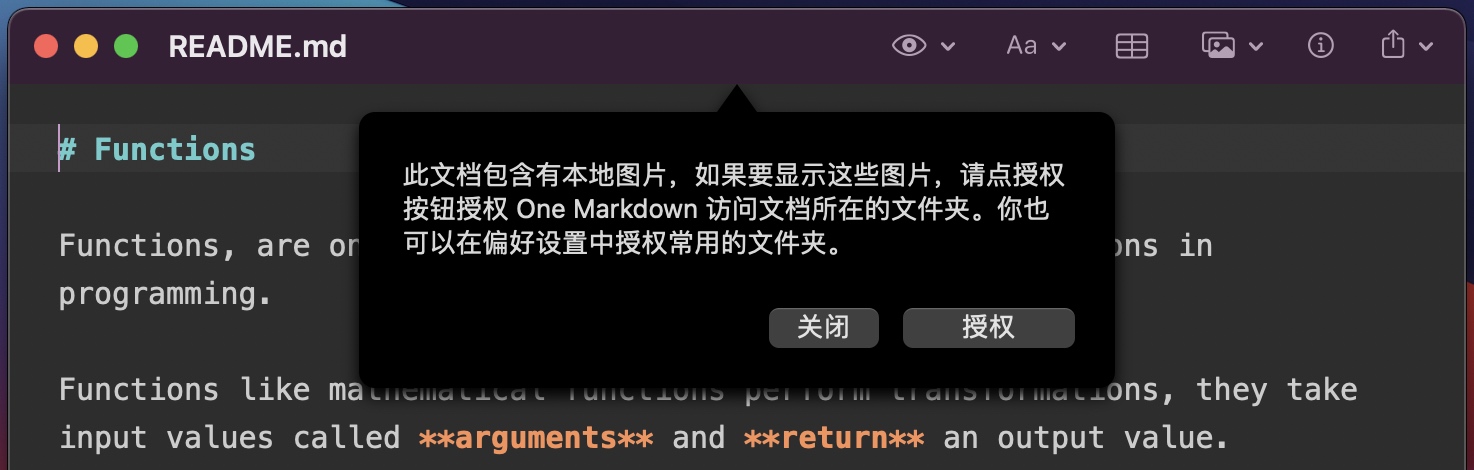 README.md
Aa
# Functions
此文档包含有本地图片，如果要显示这些图片，请点授权
按钮授权 One Markdown 访问文档所在的文件夹。你也
可以在偏好设置中授权常用的文件夹。
关闭
授权
Functions, are on ons in
programming.
Functions like mathematical functions perform transformations, they take
input values called **arguments** and **return** an output value.